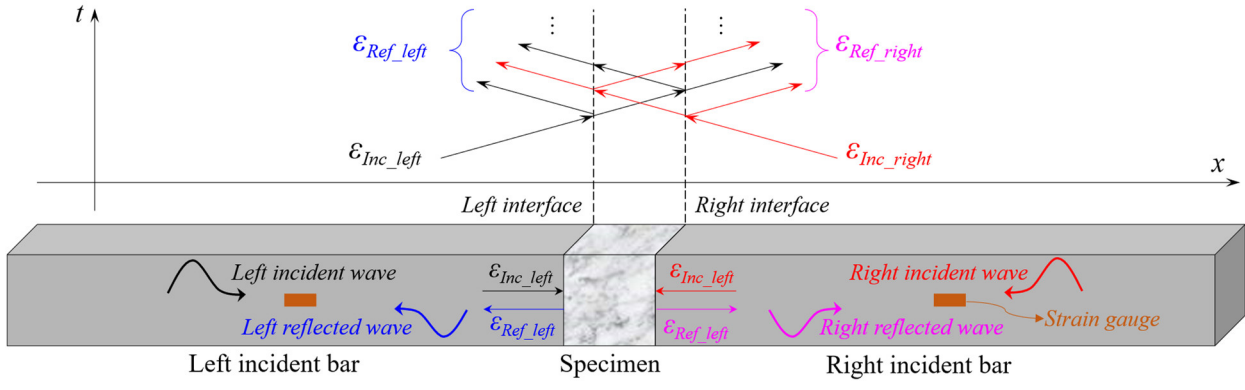 t
⋮
⋮
ε_Ref_left
ε_Ref_right
ε_Inc_left
ε_Inc_right
x
Left interface
Right interface
Left incident wave
ε_Inc_left
ε_Inc_left
Right incident wave
Left reflected wave
ε_Ref_left
ε_Ref_left
Right reflected wave
Strain gauge
Left incident bar
Specimen
Right incident bar